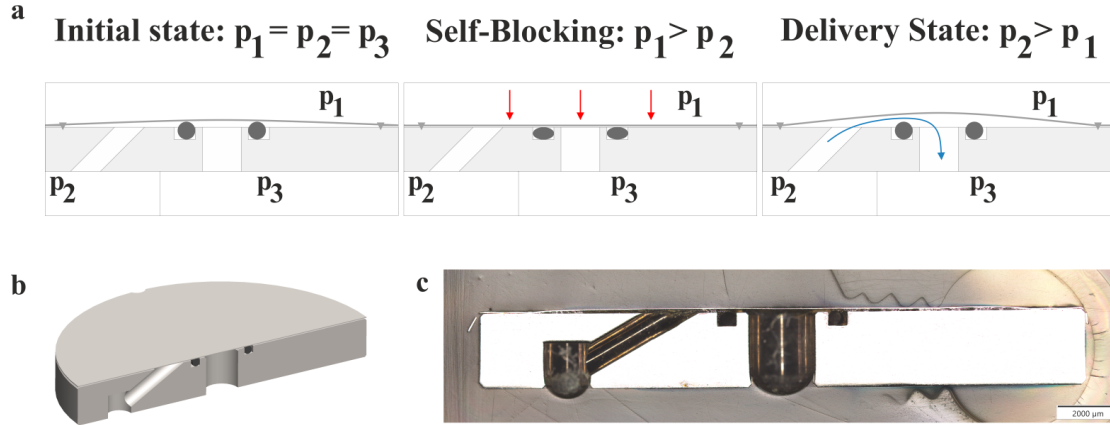 a
Initial state: p1 = p2 = p3
Self-Blocking: p1 > p2
Delivery State: p2 > p1
p1
p2
p3
p1
p2
p3
p1
p2
p3
b
c
2000 µm